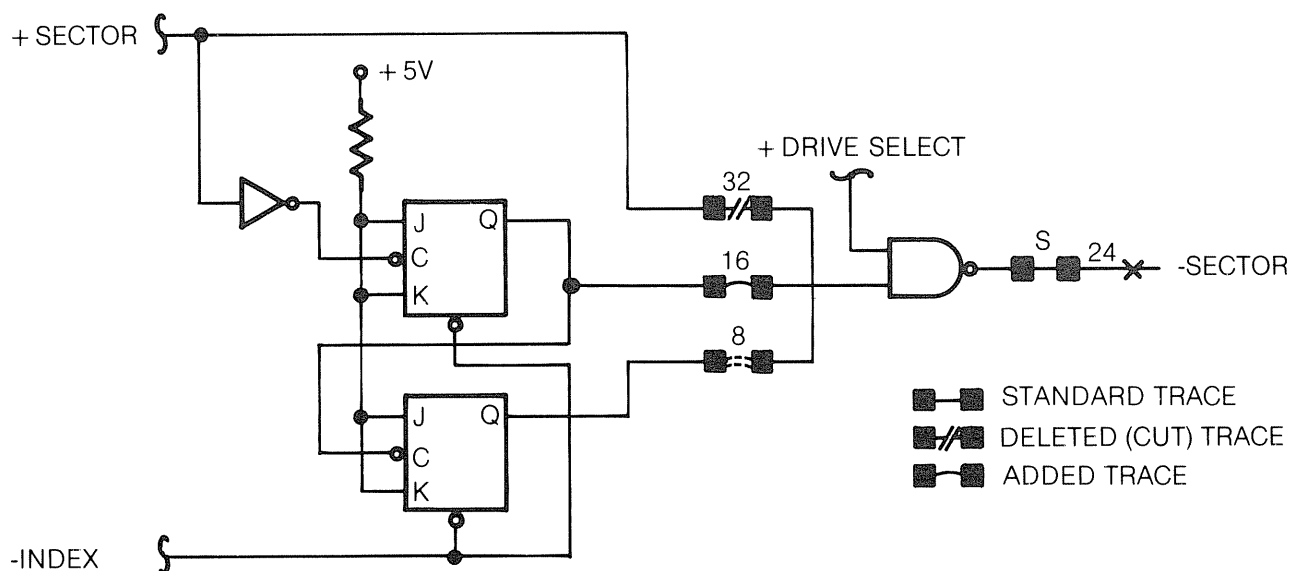 + SECTOR
+ 5V
+ DRIVE SELECT
32
J Q
C
K
16
S
24
-SECTOR
8
J Q
C
K
STANDARD TRACE
DELETED (CUT) TRACE
ADDED TRACE
-INDEX